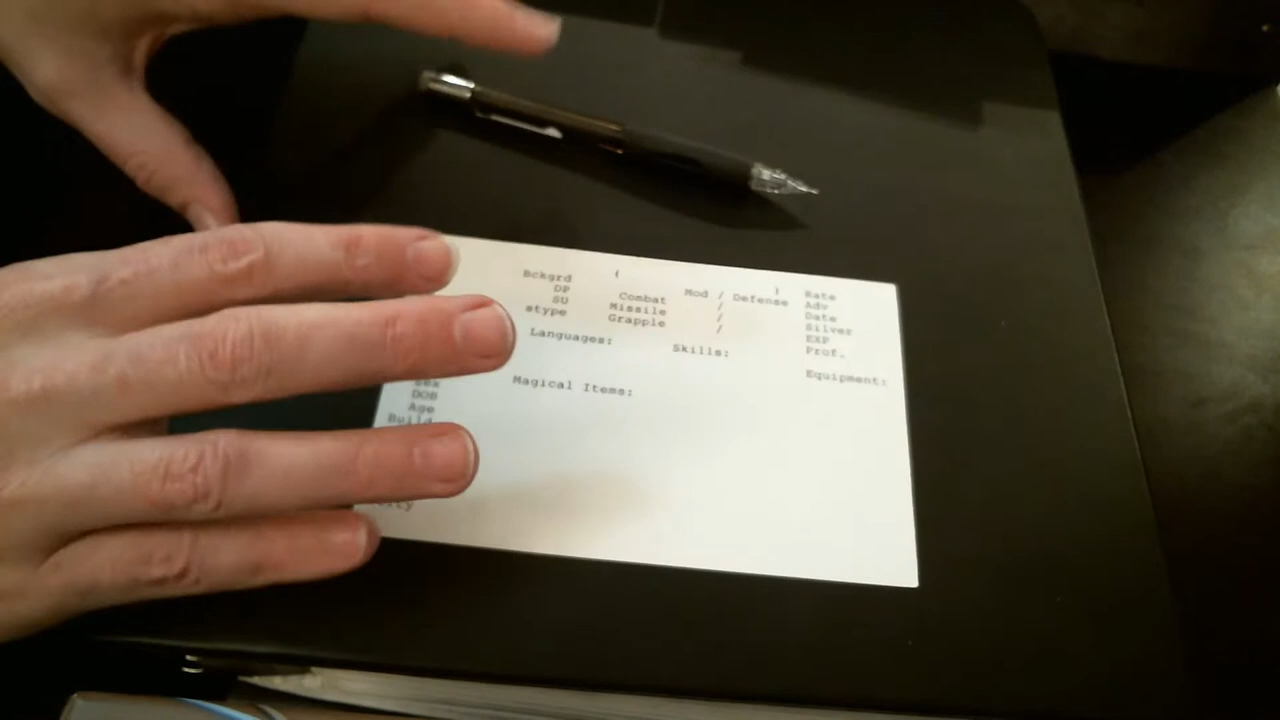 Bckgrd ( ) Rate
DP Mod / Defense Adv
SU Combat / Date
stype Missile / Silver
Grapple / EXP
Languages: Skills: Prof.
Equipment:
Sex Magical Items:
DOB
Age
Build